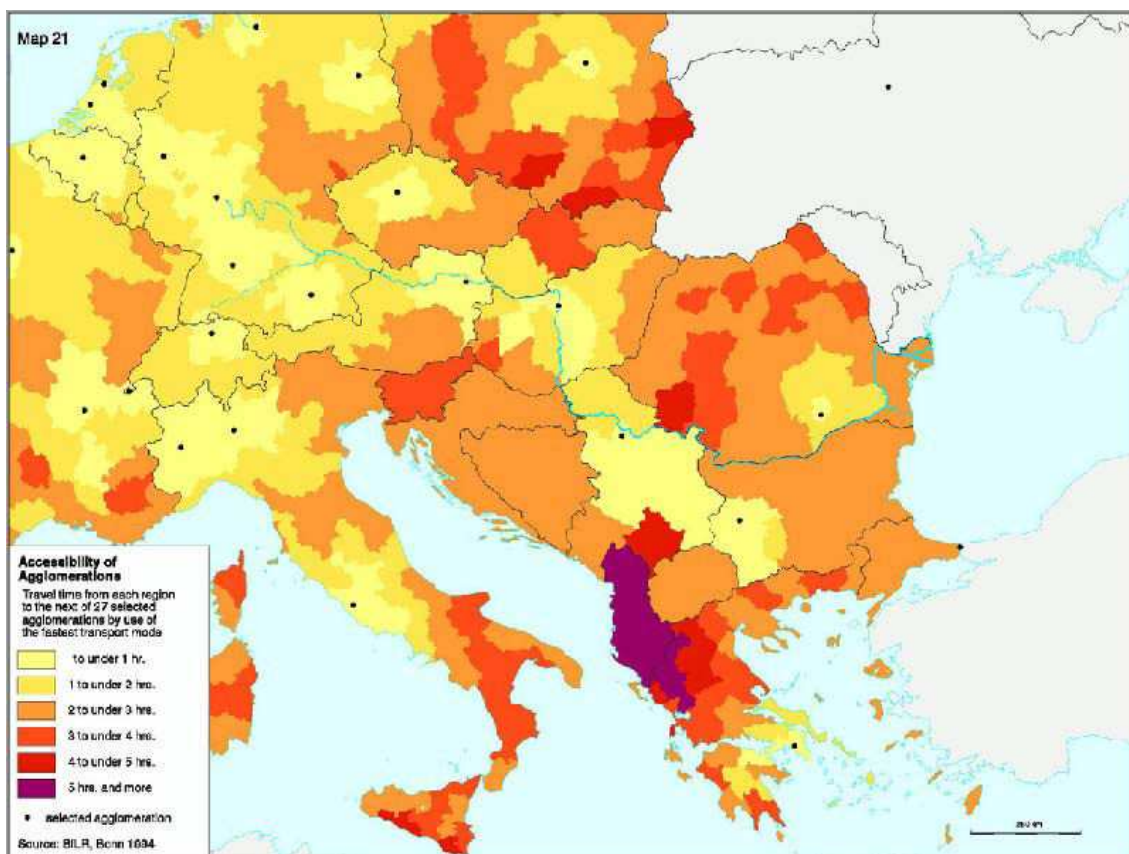 Map 21
Accessibility of
Agglomerations
Travel time from each region
to the next of 27 selected
agglomerations by use of
the fastest transport mode
to under 1 hr.
1 to under 2 hrs.
2 to under 3 hrs.
3 to under 4 hrs.
4 to under 5 hrs.
5 hrs. and more
selected agglomeration
Source: BfLR, Bonn 1994